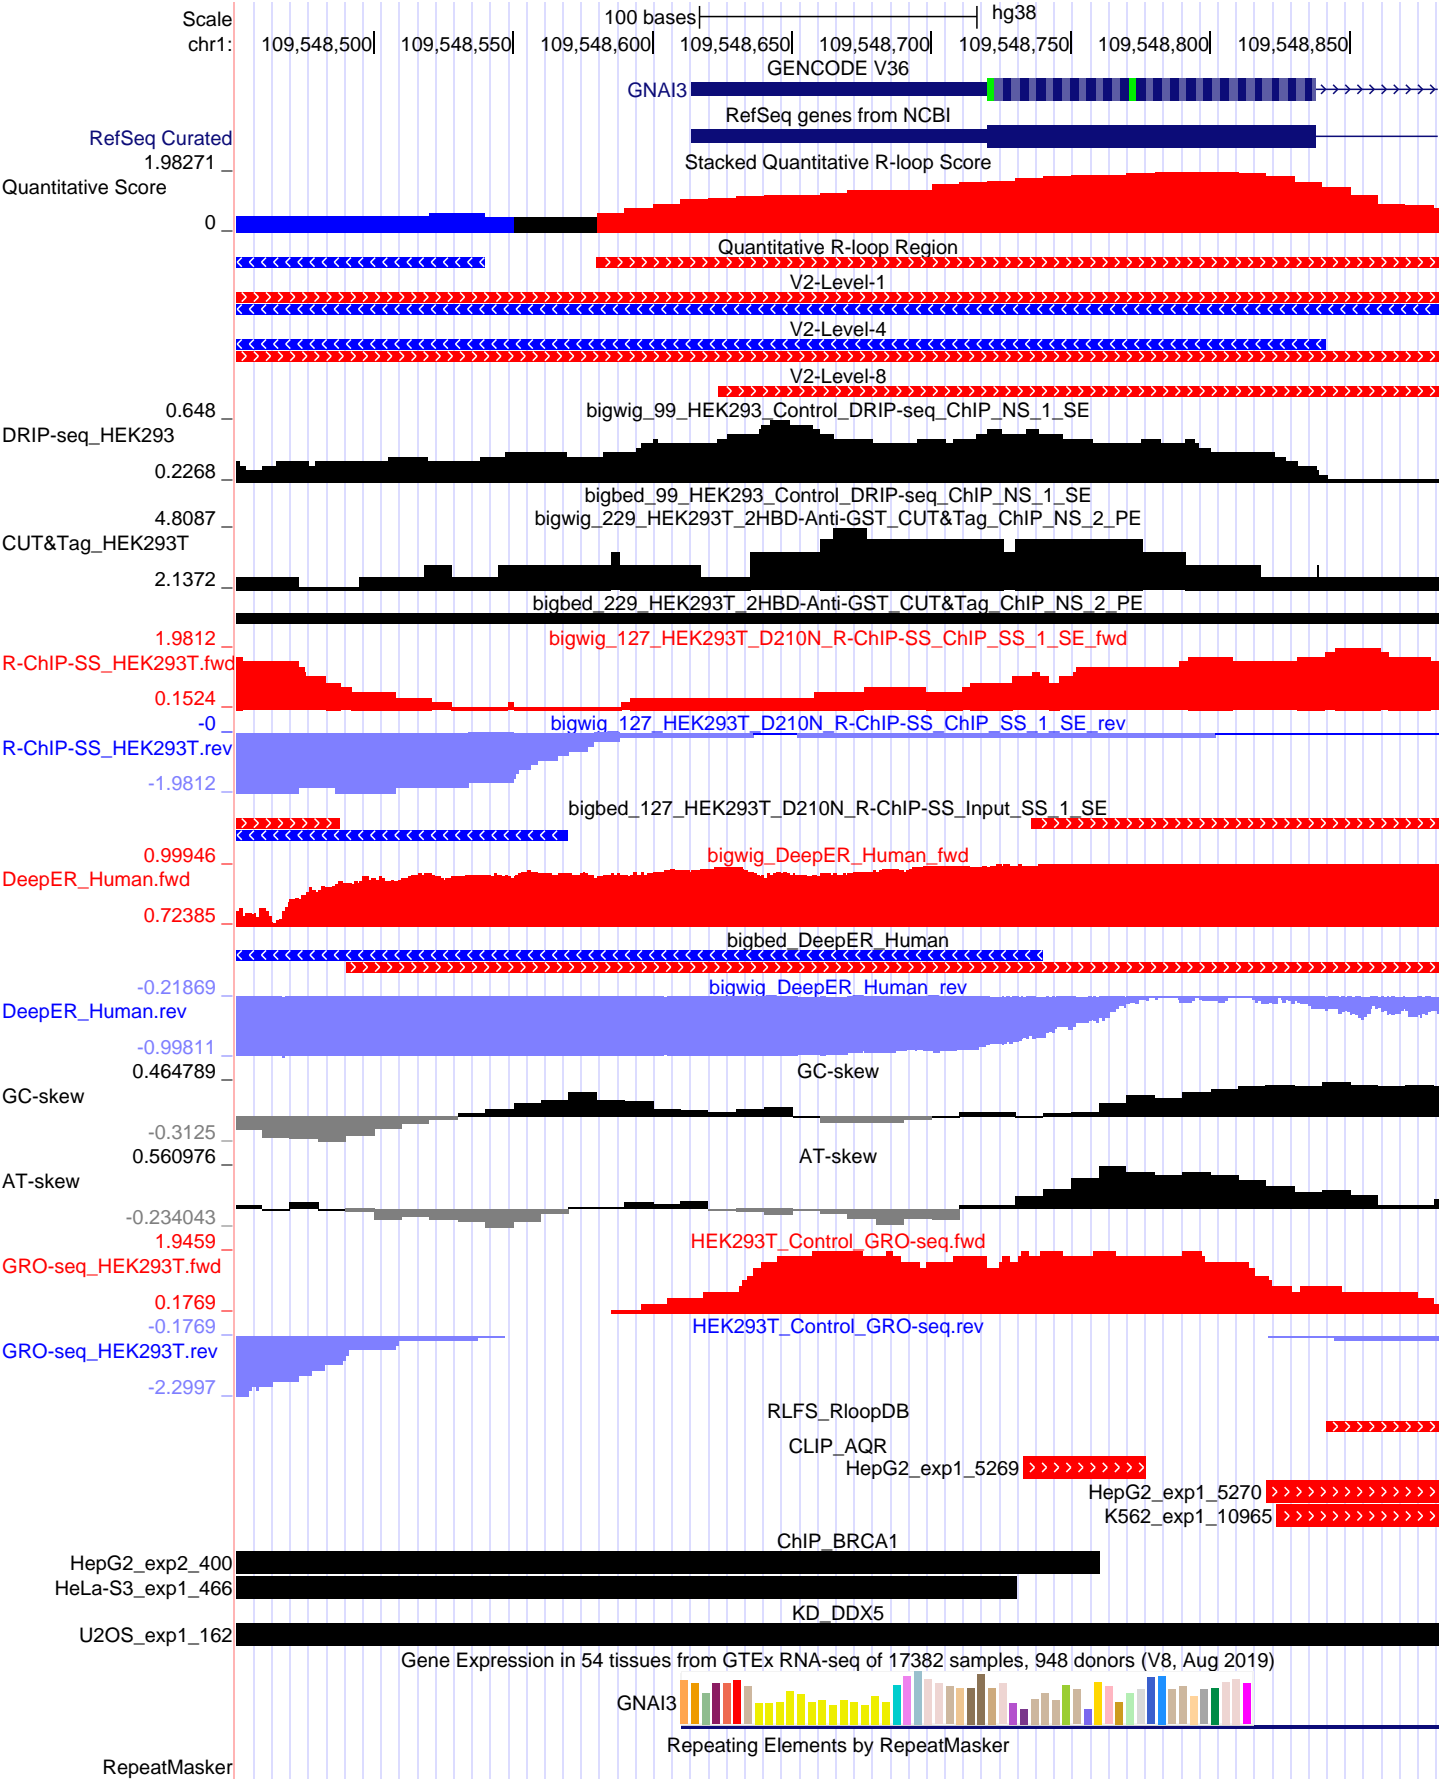 Scale 100 bases hg38
chr1: 109,548,500 109,548,550 109,548,600 109,548,650 109,548,700 109,548,750 109,548,800 109,548,850
GENCODE V36
GNAI3
RefSeq genes from NCBI
RefSeq Curated
1.98271 Stacked Quantitative R-loop Score
Quantitative Score
0
Quantitative R-loop Region
V2-Level-1
V2-Level-4
V2-Level-8
0.648 bigwig_99_HEK293_Control_DRIP-seq_ChIP_NS_1_SE
DRIP-seq_HEK293
0.2268
bigbed_99_HEK293_Control_DRIP-seq_ChIP_NS_1_SE
4.8087 bigwig_229_HEK293T_2HBD-Anti-GST_CUT&Tag_ChIP_NS_2_PE
CUT&Tag_HEK293T
2.1372
bigbed_229_HEK293T_2HBD-Anti-GST_CUT&Tag_ChIP_NS_2_PE
1.9812 bigwig_127_HEK293T_D210N_R-ChIP-SS_ChIP_SS_1_SE_fwd
R-ChIP-SS_HEK293T.fwd
0.1524
-0 bigwig_127_HEK293T_D210N_R-ChIP-SS_ChIP_SS_1_SE_rev
R-ChIP-SS_HEK293T.rev
-1.9812
bigbed_127_HEK293T_D210N_R-ChIP-SS_Input_SS_1_SE
0.99946 bigwig_DeepER_Human_fwd
DeepER_Human.fwd
0.72385
bigbed_DeepER_Human
-0.21869 bigwig_DeepER_Human_rev
DeepER_Human.rev
-0.99811
0.464789 GC-skew
GC-skew
-0.3125
0.560976 AT-skew
AT-skew
-0.234043
1.9459 HEK293T_Control_GRO-seq.fwd
GRO-seq_HEK293T.fwd
0.1769
-0.1769 HEK293T_Control_GRO-seq.rev
GRO-seq_HEK293T.rev
-2.2997
RLFS_RloopDB
CLIP_AQR
HepG2_exp1_5269
HepG2_exp1_5270
K562_exp1_10965
ChIP_BRCA1
HepG2_exp2_400
HeLa-S3_exp1_466
KD_DDX5
U2OS_exp1_162
Gene Expression in 54 tissues from GTEx RNA-seq of 17382 samples, 948 donors (V8, Aug 2019)
GNAI3
Repeating Elements by RepeatMasker
RepeatMasker